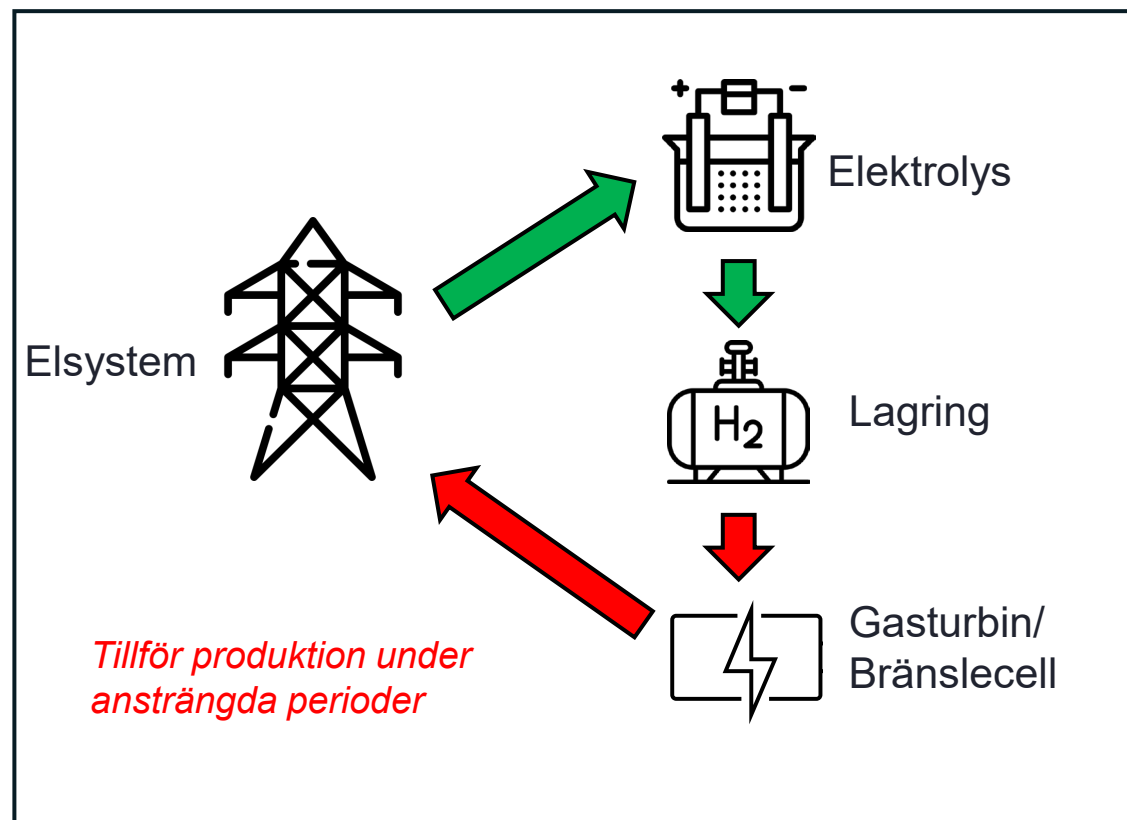 + −
Elektrolys
Elsystem
H2
Lagring
Gasturbin/
Bränslecell
Tillför produktion under
ansträngda perioder